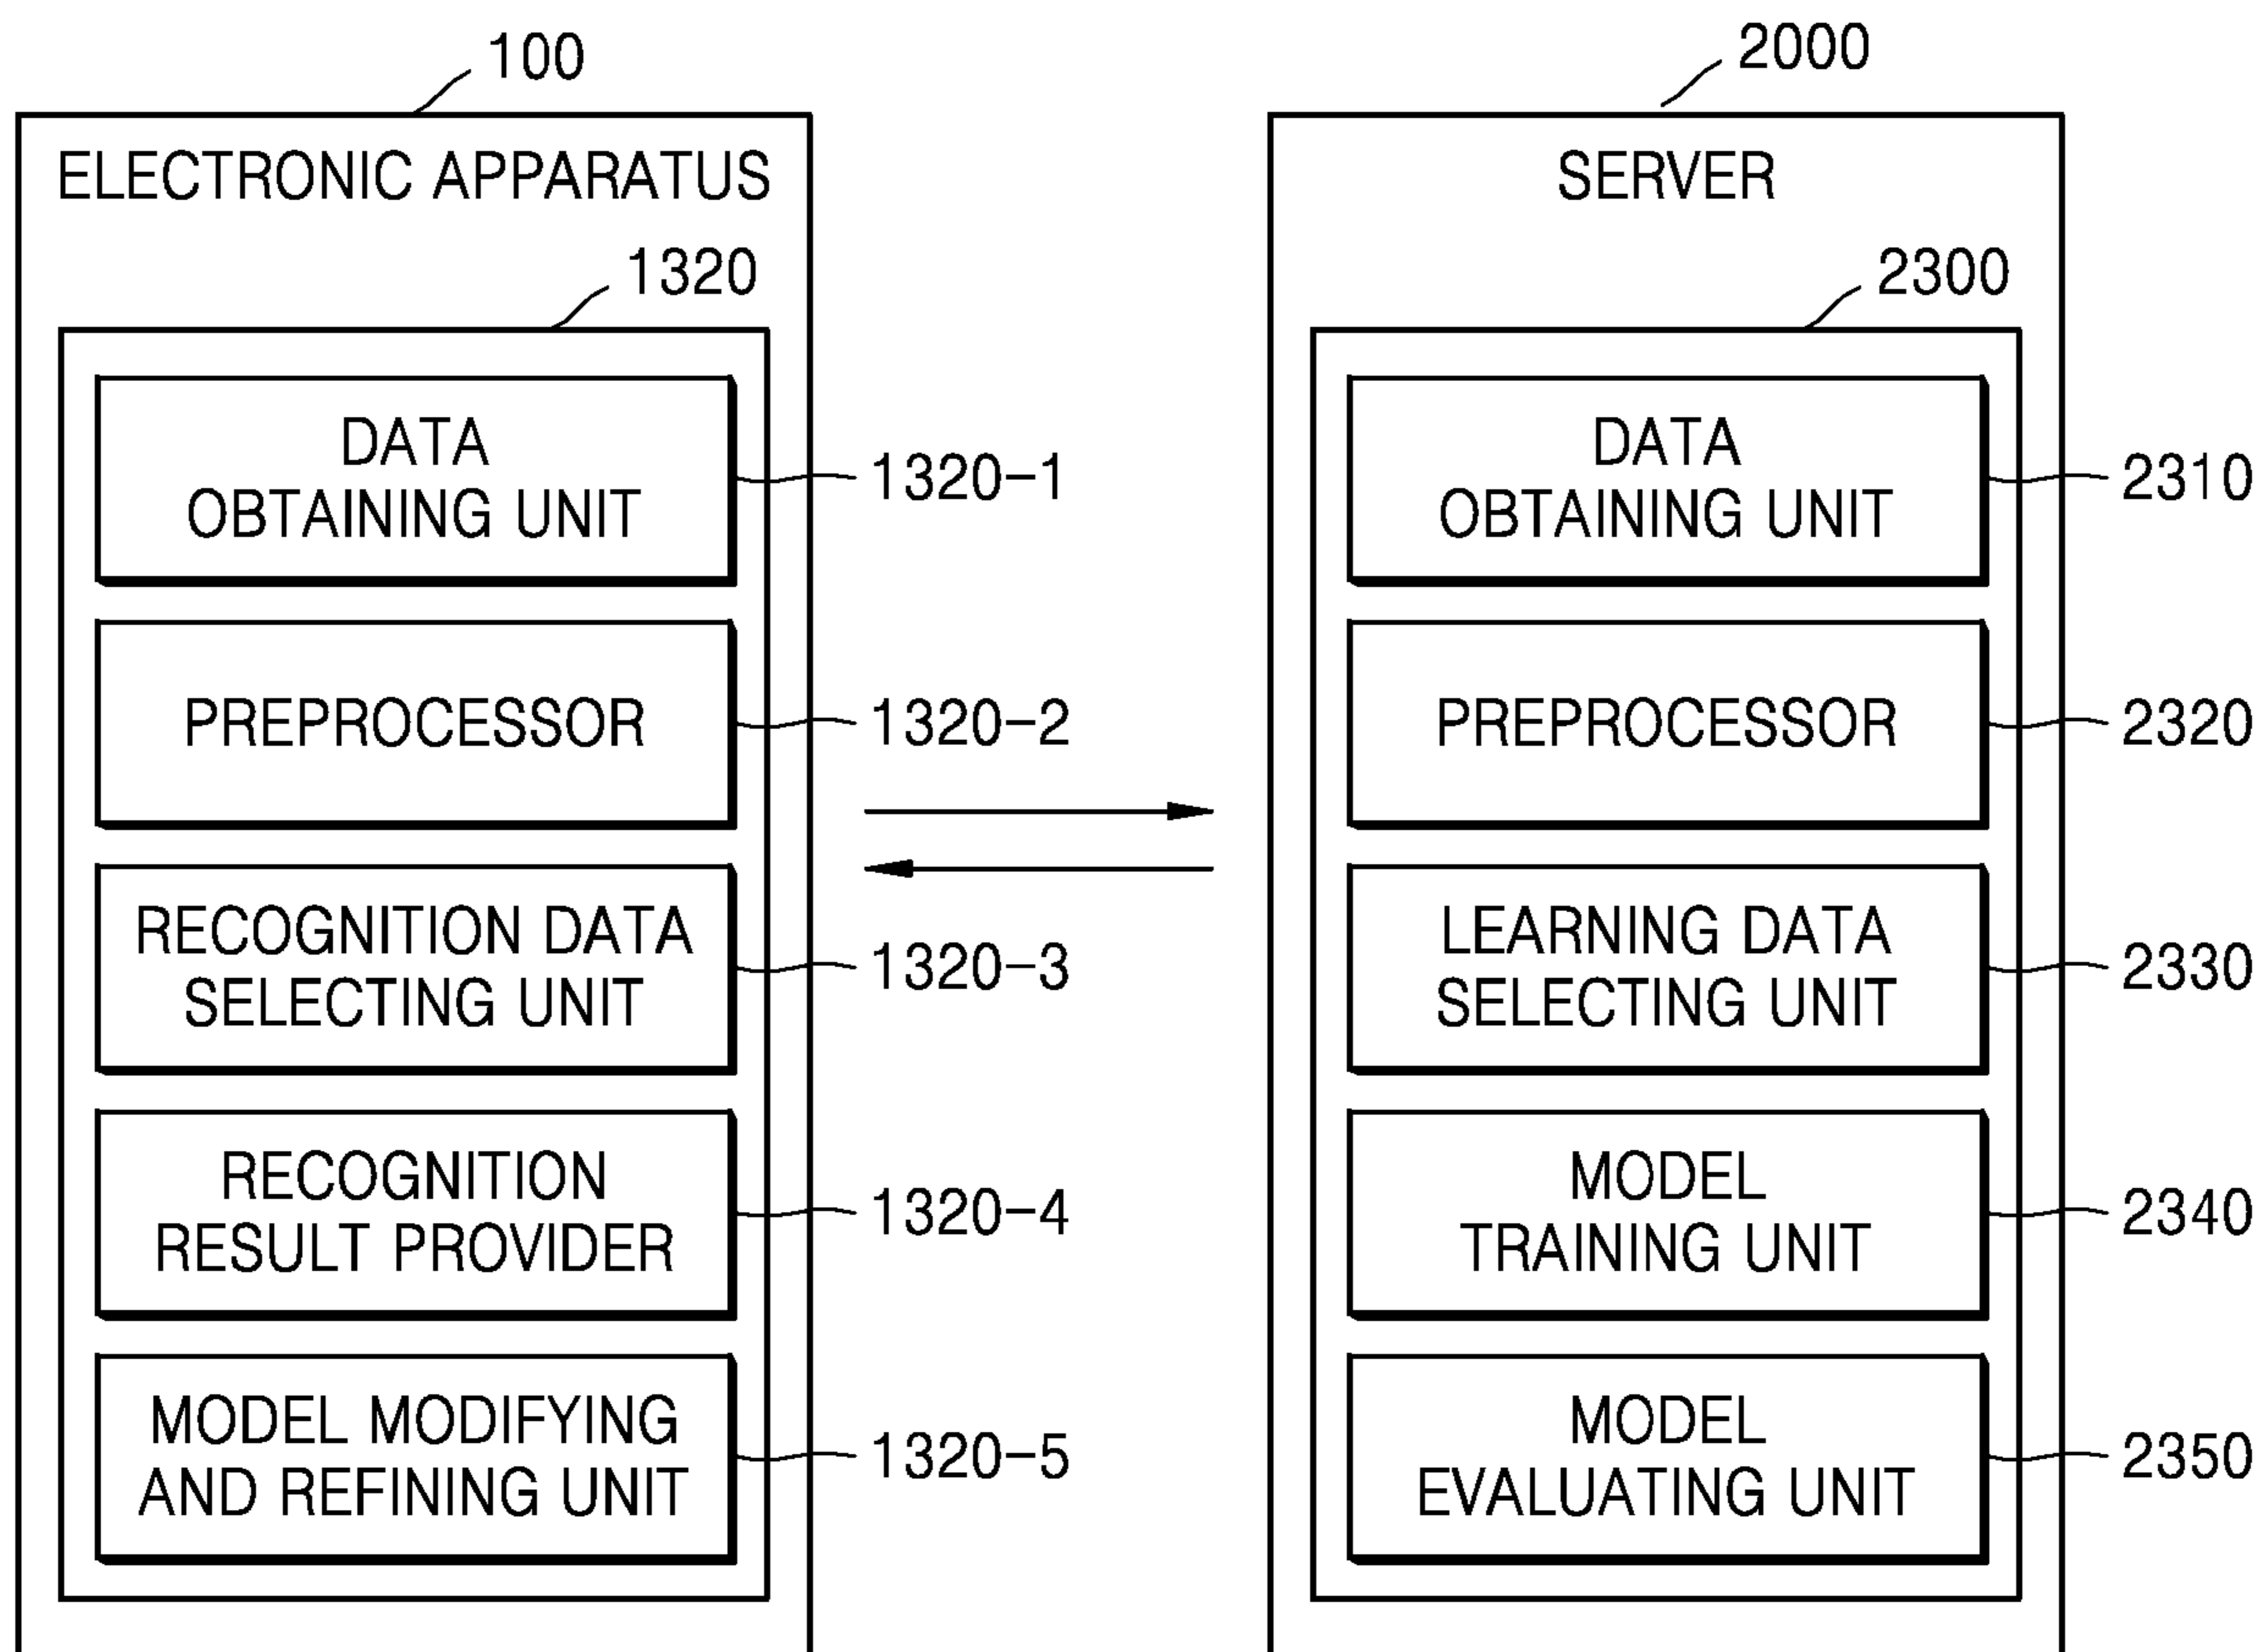 100
ELECTRONIC APPARATUS
1320
DATA
OBTAINING UNIT
1320-1
PREPROCESSOR
1320-2
RECOGNITION DATA
SELECTING UNIT
1320-3
RECOGNITION
RESULT PROVIDER
1320-4
MODEL MODIFYING
AND REFINING UNIT
1320-5
2000
SERVER
2300
DATA
OBTAINING UNIT
2310
PREPROCESSOR
2320
LEARNING DATA
SELECTING UNIT
2330
MODEL
TRAINING UNIT
2340
MODEL
EVALUATING UNIT
2350